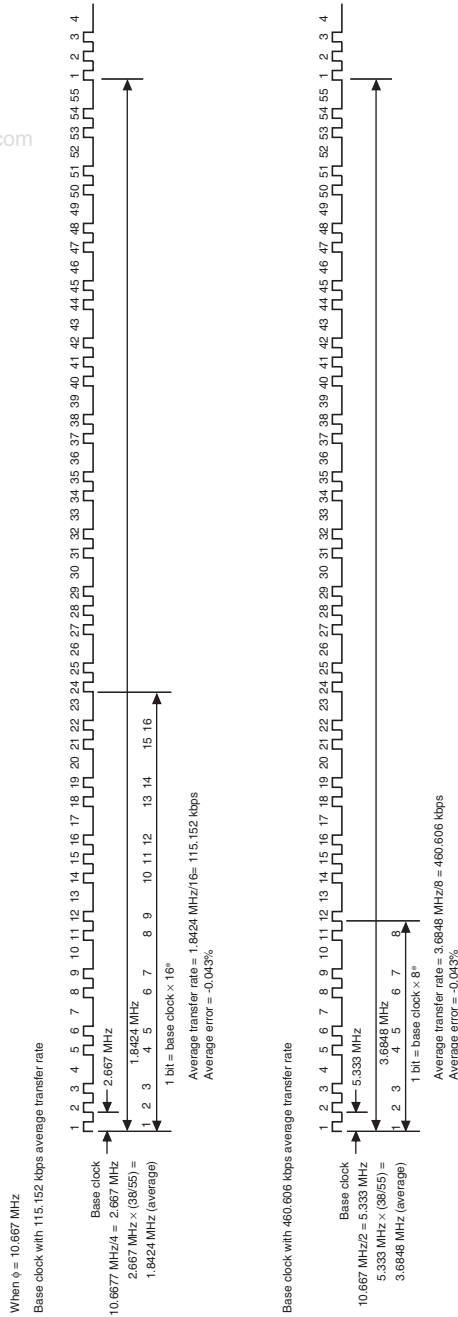 When ϕ = 10.667 MHz
Base clock with 115.152 kbps average transfer rate
1 2 3 4 5 6 7 8 9 10 11 12 13 14 15 16 17 18 19 20 21 22 23 24 25 26 27 28 29 30 31 32 33 34 35 36 37 38 39 40 41 42 43 44 45 46 47 48 49 50 51 52 53 54 55 1 2 3 4
Base clock
10.6677 MHz/4 = 2.667 MHz
2.667 MHz × (38/55) =
1.8424 MHz (average)
2.667 MHz
1.8424 MHz
1 2 3 4 5 6 7 8 9 10 11 12 13 14 15 16
1 bit = base clock × 16*
Average transfer rate = 1.8424 MHz/16= 115.152 kbps
Average error = -0.043%
Base clock with 460.606 kbps average transfer rate
1 2 3 4 5 6 7 8 9 10 11 12 13 14 15 16 17 18 19 20 21 22 23 24 25 26 27 28 29 30 31 32 33 34 35 36 37 38 39 40 41 42 43 44 45 46 47 48 49 50 51 52 53 54 55 1 2 3 4
Base clock
10.667 MHz/2 = 5.333 MHz
5.333 MHz × (38/55) =
3.6848 MHz (average)
5.333 MHz
3.6848 MHz
1 2 3 4 5 6 7 8
1 bit = base clock × 8*
Average transfer rate = 3.6848 MHz/8 = 460.606 kbps
Average error = -0.043%
com